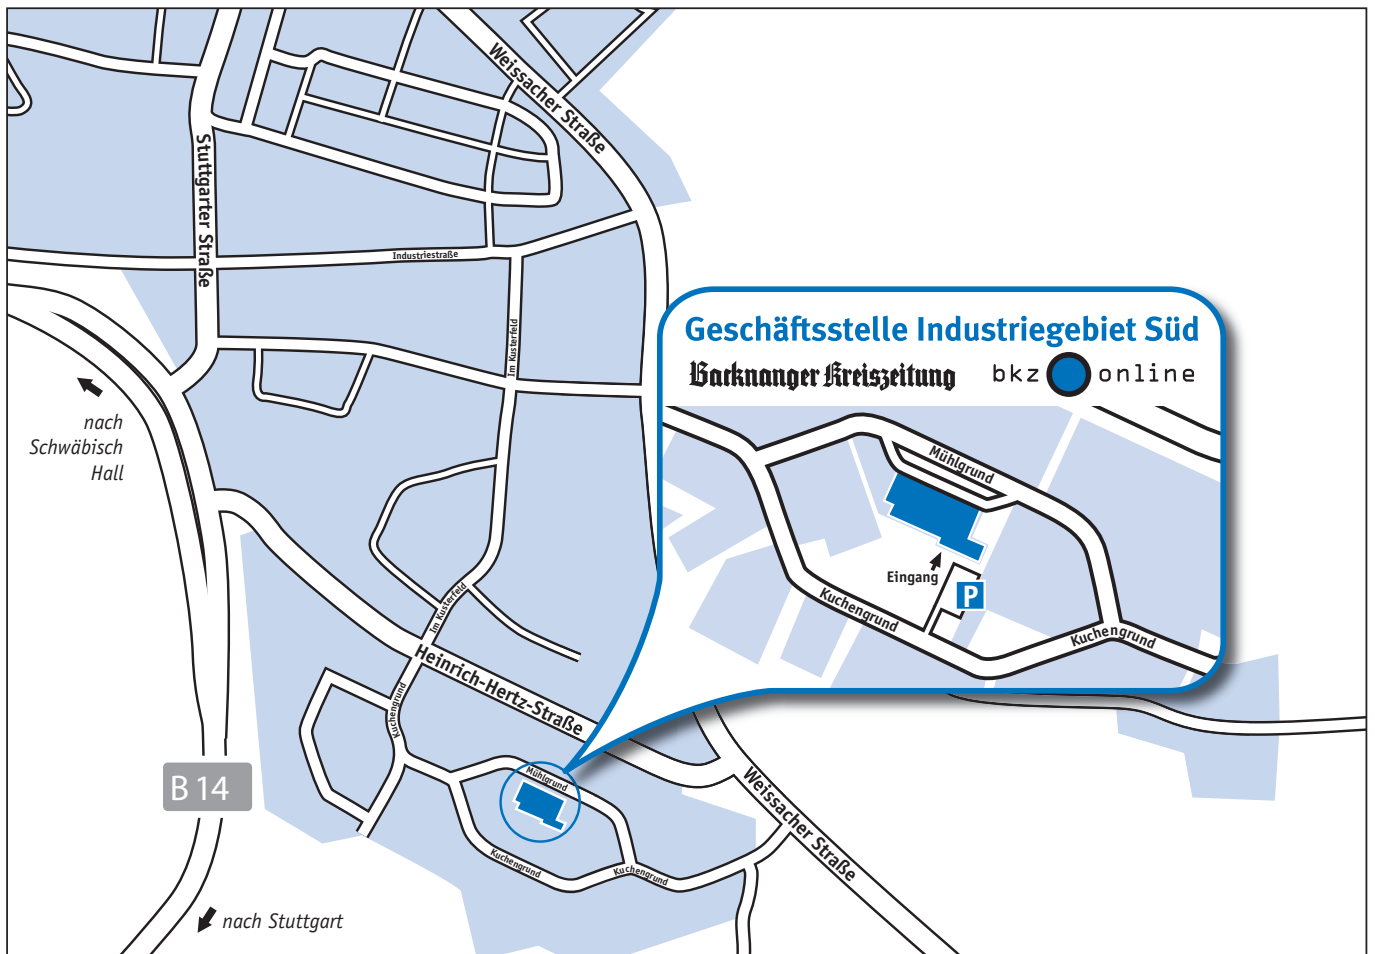 Weissacher Straße
Stuttgarter Straße
Industriestraße
Im Kusterfeld
Geschäftsstelle Industriegebiet Süd
Backnanger Kreiszeitung
bkz online
nach
Schwäbisch
Hall
Mühlgrund
Eingang
P
Kuchengrund
Kuchengrund
Im Kusterfeld
Heinrich-Hertz-Straße
Kuchengrund
B 14
Mühlgrund
Weissacher Straße
Kuchengrund
Kuchengrund
nach Stuttgart